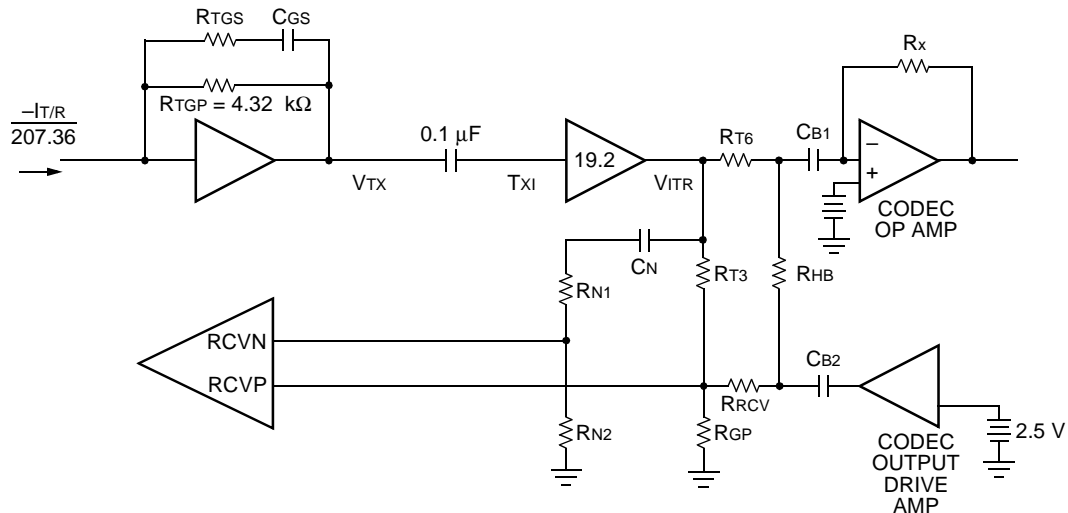 RTGS
CGS
RTGP = 4.32 kΩ
–IT/R
207.36
VTX
0.1 μF
TXI
19.2
VITR
RT6
CB1
RX
–
+
CODEC
OP AMP
CN
RN1
RT3
RHB
RCVN
RCVP
RN2
RRCV
RGP
CB2
2.5 V
CODEC
OUTPUT
DRIVE
AMP